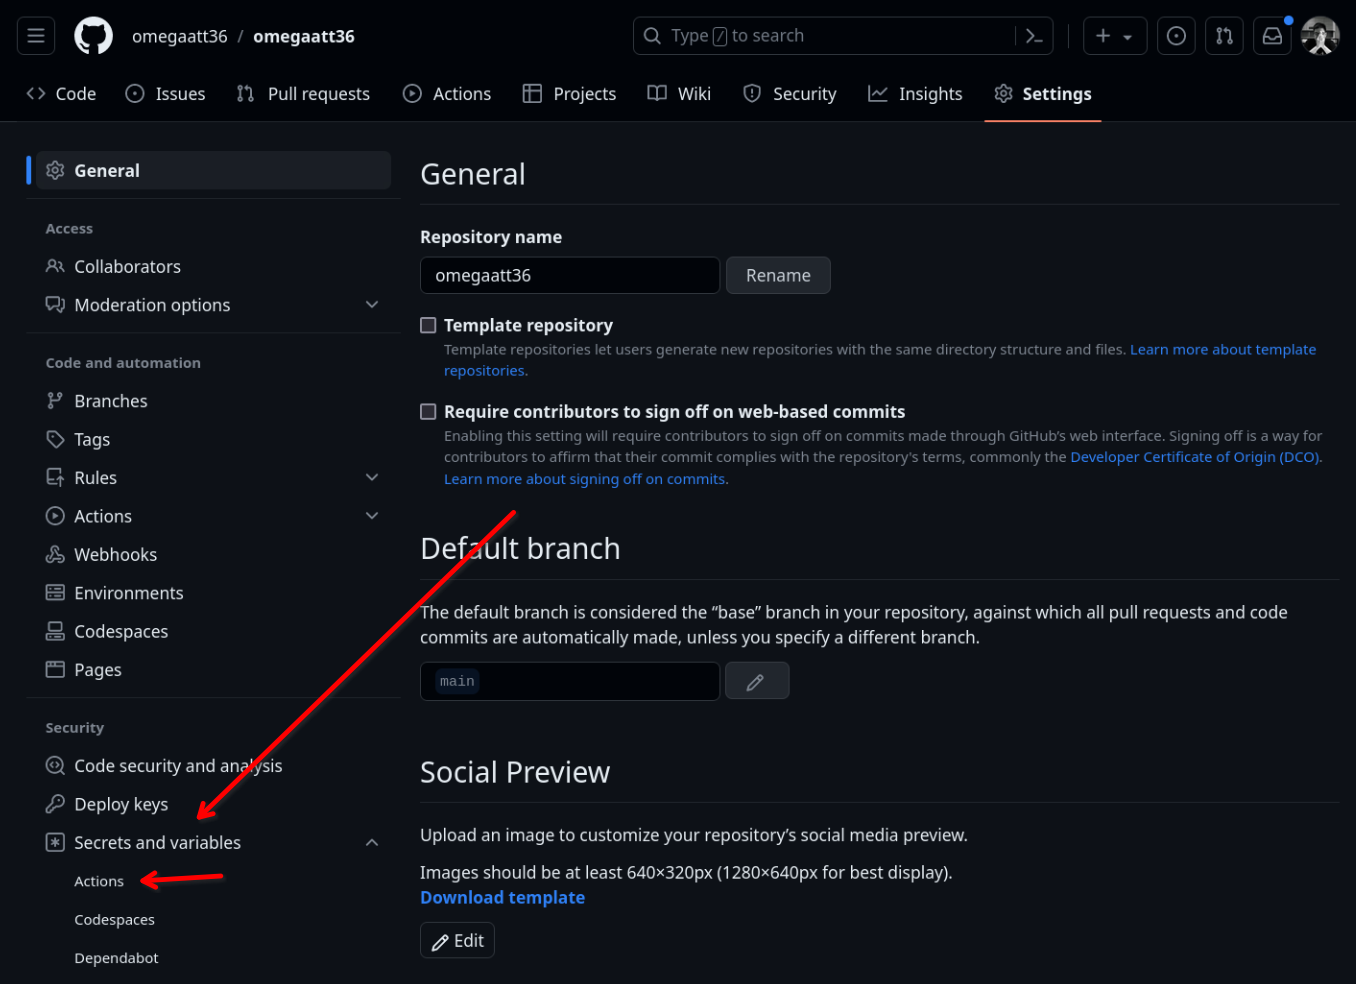 omegaatt36 / omegaatt36
Type / to search
Code
Issues
Pull requests
Actions
Projects
Wiki
Security
Insights
Settings
General
Access
Collaborators
Moderation options
Code and automation
Branches
Tags
Rules
Actions
Webhooks
Environments
Codespaces
Pages
Security
Code security and analysis
Deploy keys
Secrets and variables
Actions
Codespaces
Dependabot
General
Repository name
omegaatt36
Rename
Template repository
Template repositories let users generate new repositories with the same directory structure and files. Learn more about template
repositories.
Require contributors to sign off on web-based commits
Enabling this setting will require contributors to sign off on commits made through GitHub's web interface. Signing off is a way for
contributors to affirm that their commit complies with the repository's terms, commonly the Developer Certificate of Origin (DCO).
Learn more about signing off on commits.
Default branch
The default branch is considered the “base” branch in your repository, against which all pull requests and code
commits are automatically made, unless you specify a different branch.
main
Social Preview
Upload an image to customize your repository’s social media preview.
Images should be at least 640×320px (1280×640px for best display).
Download template
Edit